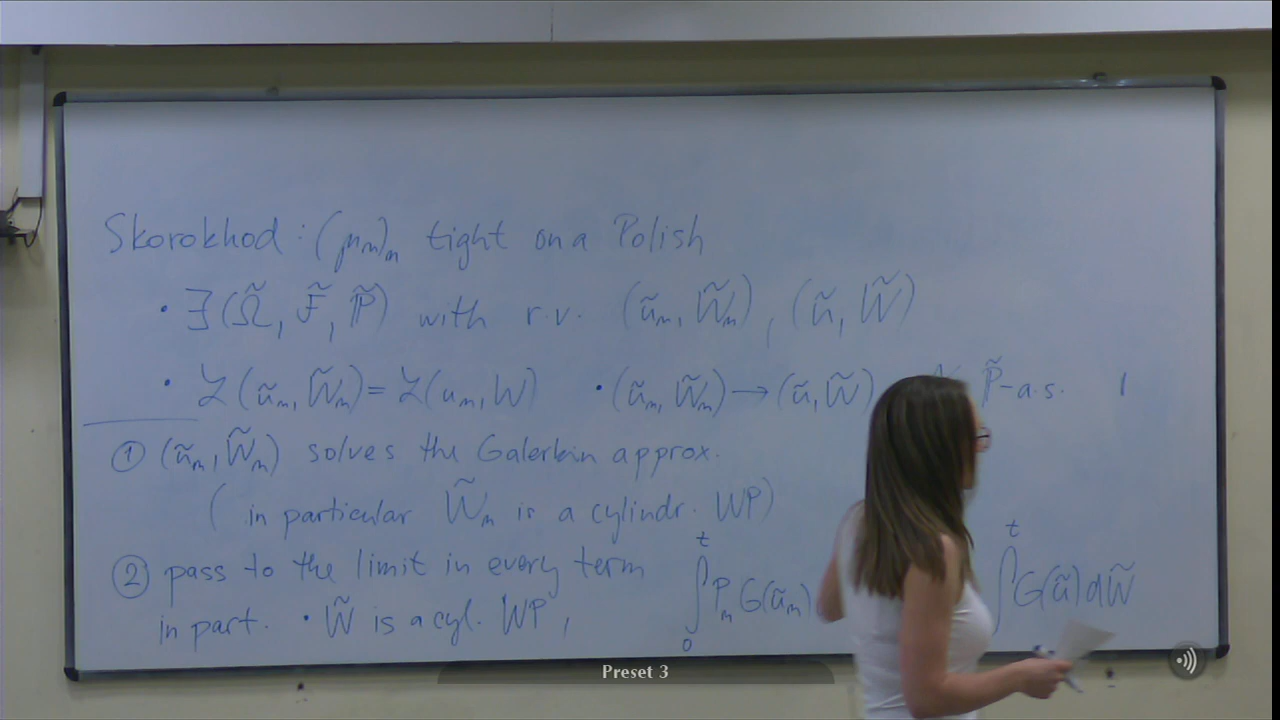 Skorokhod : (μₘ)ₘ tight on a Polish
• ∃ (Ω̃, F̃, P̃) with r.v. (ũₘ, W̃ₘ), (ũ, W̃)
• ℒ(ũₘ, W̃ₘ) = ℒ(uₘ, W) • (ũₘ, W̃ₘ) → (ũ, W̃) P̃-a.s.
① (ũₘ, W̃ₘ) solves the Galerkin approx.
( in particular W̃ₘ is a cylindr. WP)
② pass to the limit in every term ∫₀ᵗ Pₘ G(ũₘ) ∫ᵗ G(ũ) dW̃
in part. • W̃ is a cyl. WP,
Preset 3